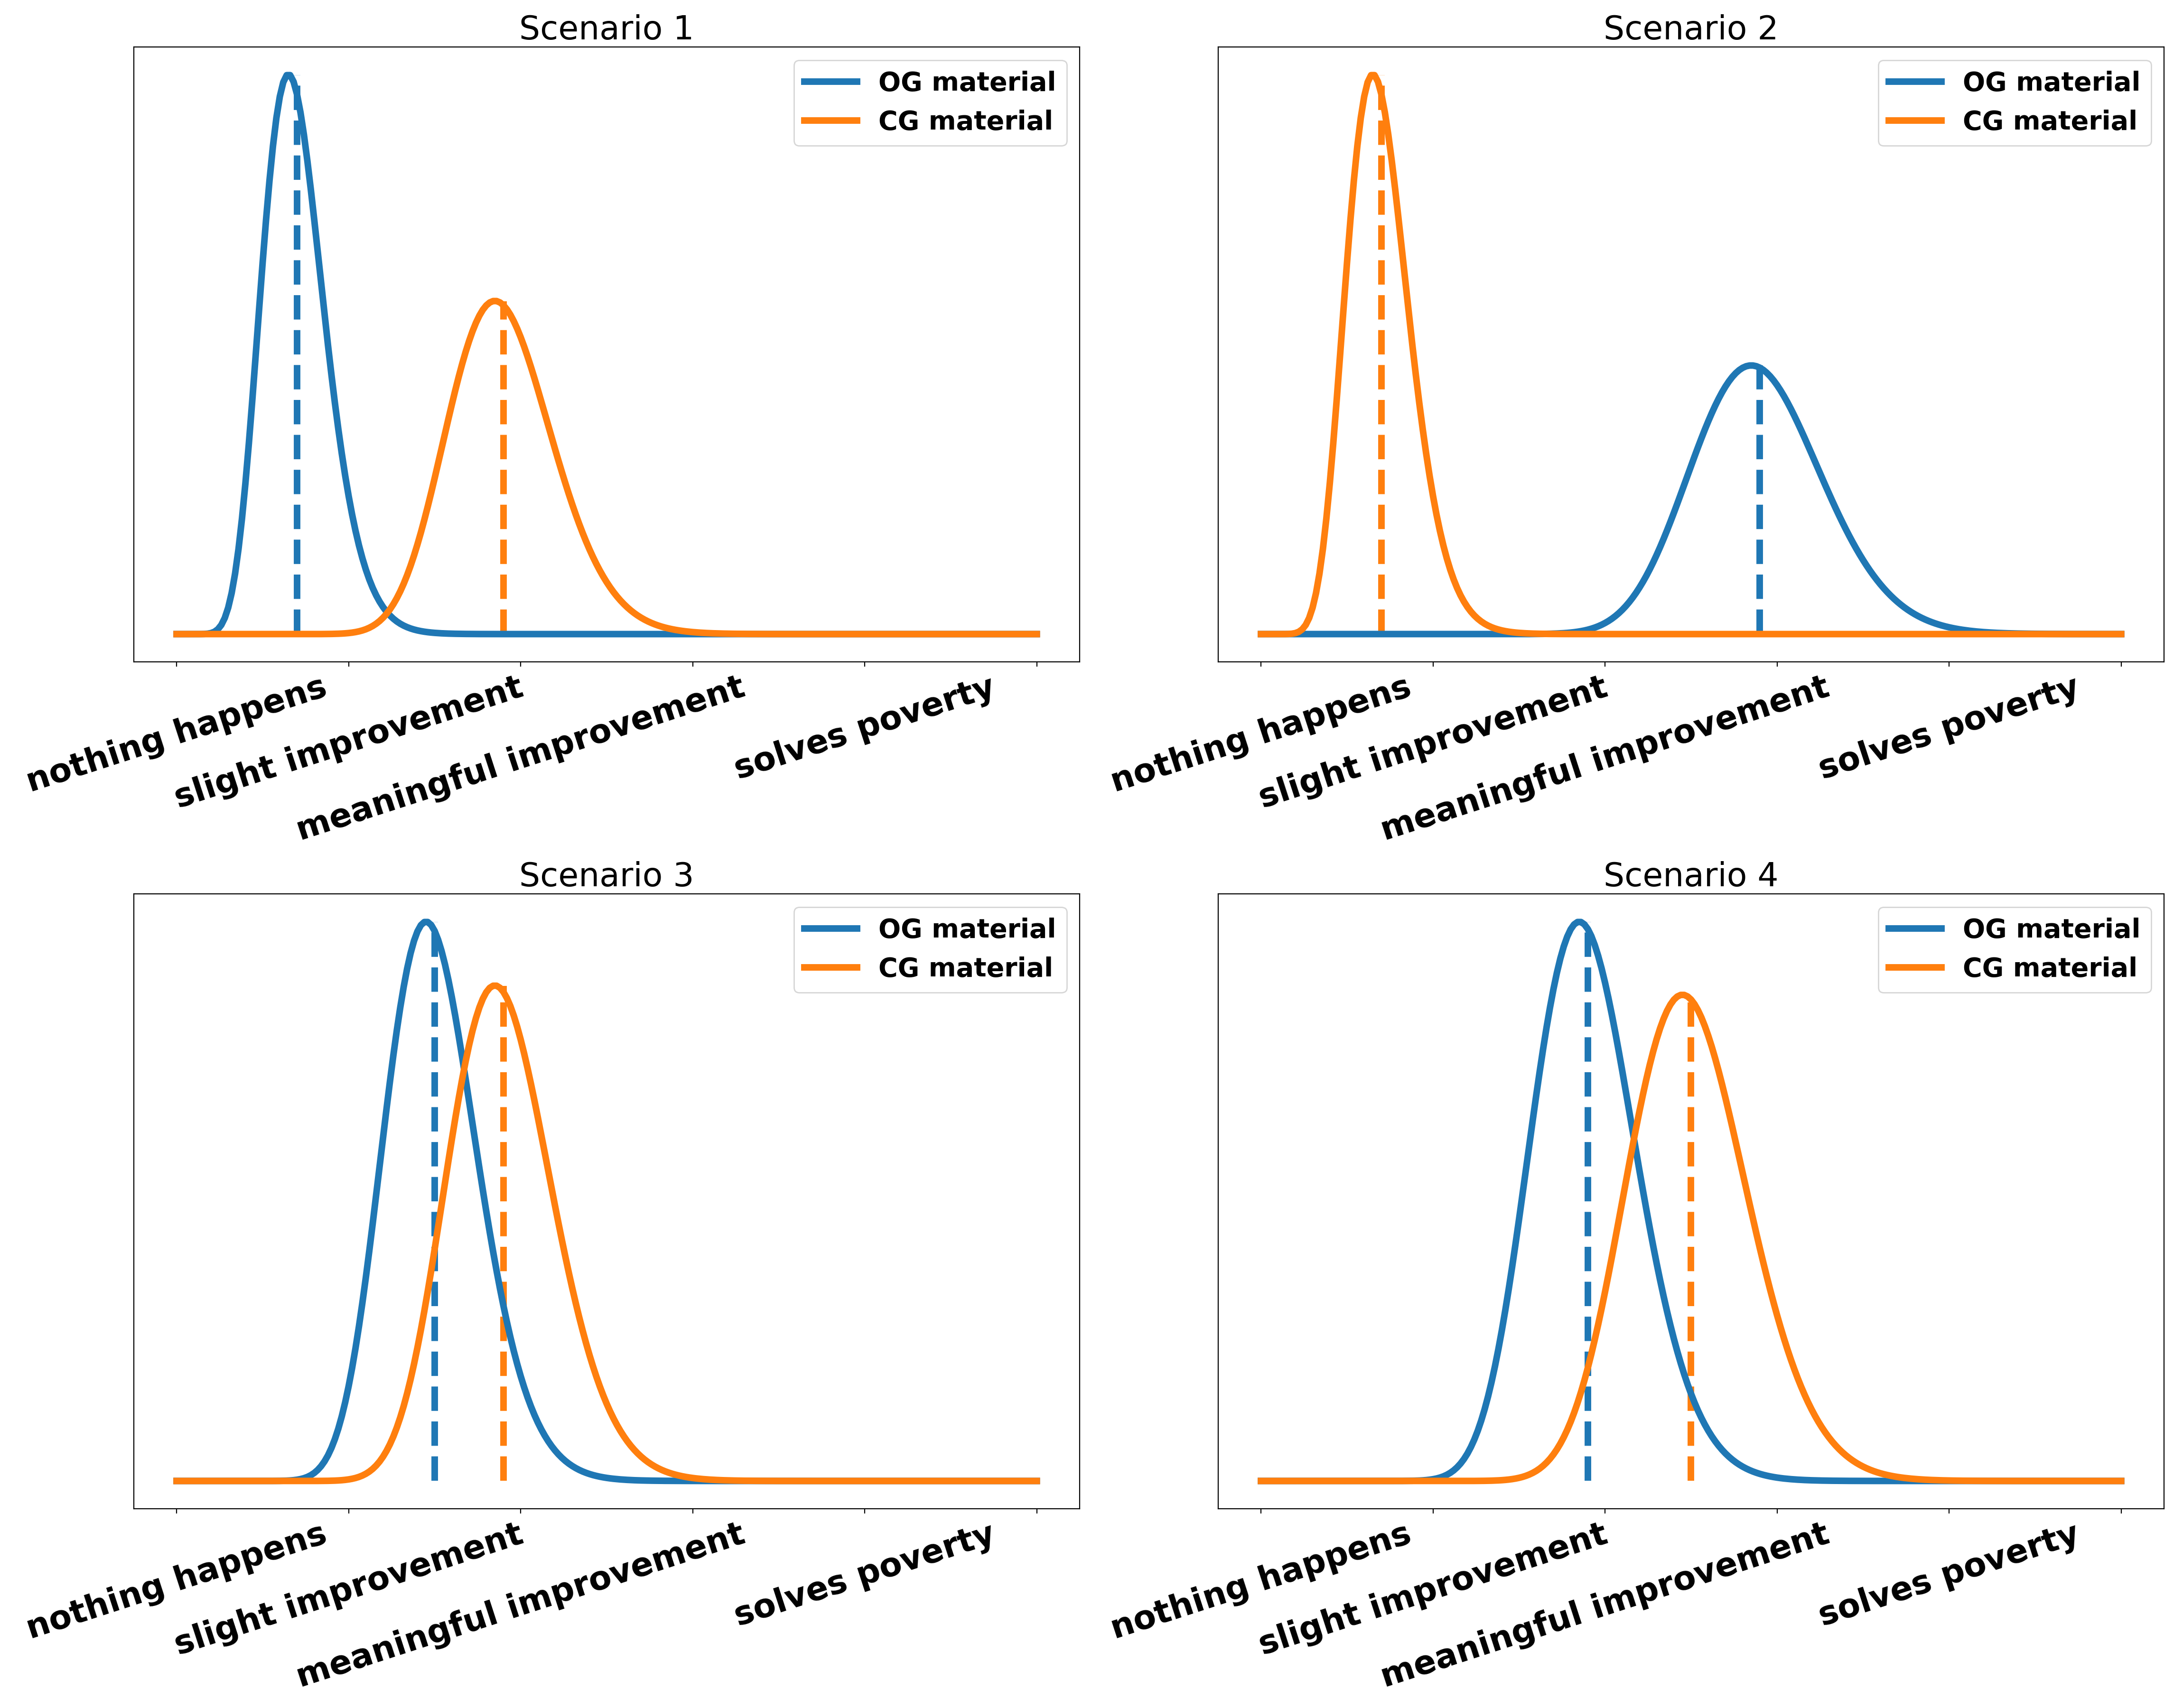 Scenario 1
OG material
CG material
nothing happens
slight improvement
meaningful improvement
solves poverty
Scenario 2
OG material
CG material
nothing happens
slight improvement
meaningful improvement
solves poverty
Scenario 3
OG material
CG material
nothing happens
slight improvement
meaningful improvement
solves poverty
Scenario 4
OG material
CG material
nothing happens
slight improvement
meaningful improvement
solves poverty